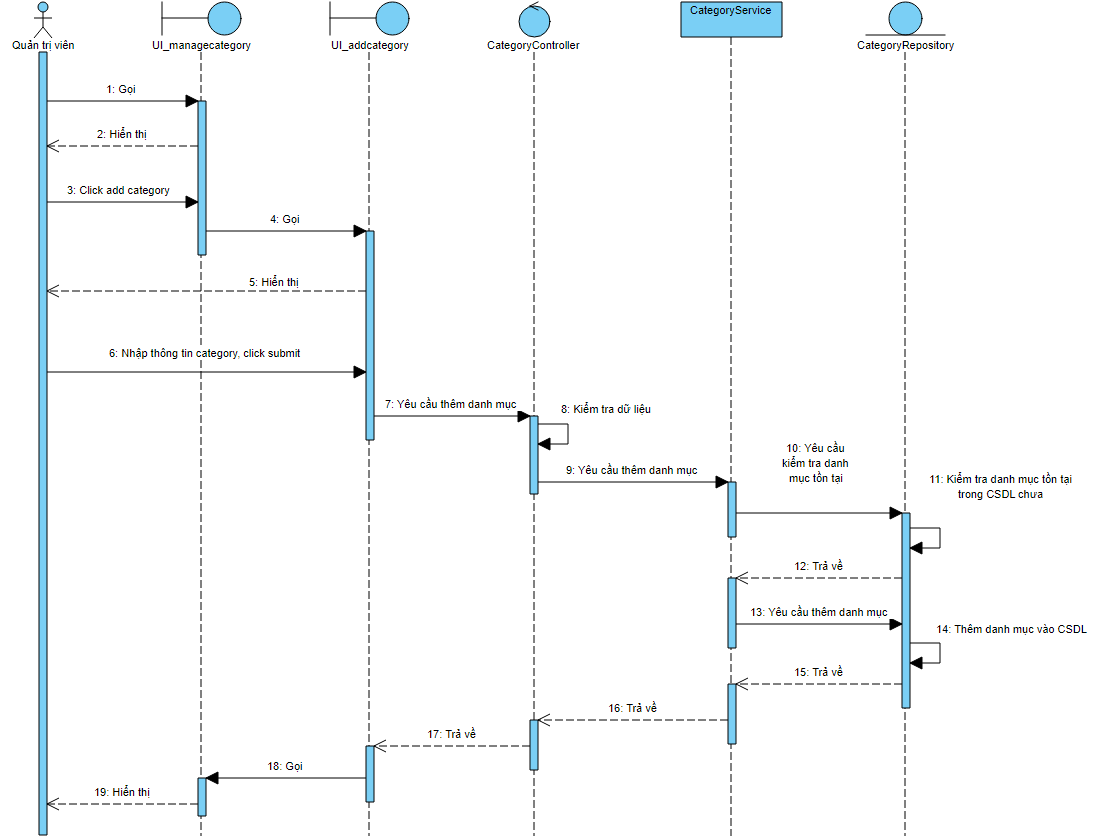 CategoryService
Quản trị viên
UI_managecategory
UI_addcategory
CategoryController
CategoryRepository
1: Gọi
2: Hiển thị
3: Click add category
4: Gọi
5: Hiển thị
6: Nhập thông tin category, click submit
7: Yêu cầu thêm danh mục
8: Kiểm tra dữ liệu
9: Yêu cầu thêm danh mục
10: Yêu cầu
kiểm tra danh
mục tồn tại
11: Kiểm tra danh mục tồn tại
trong CSDL chưa
12: Trả về
13: Yêu cầu thêm danh mục
14: Thêm danh mục vào CSDL
15: Trả về
16: Trả về
17: Trả về
18: Gọi
19: Hiển thị